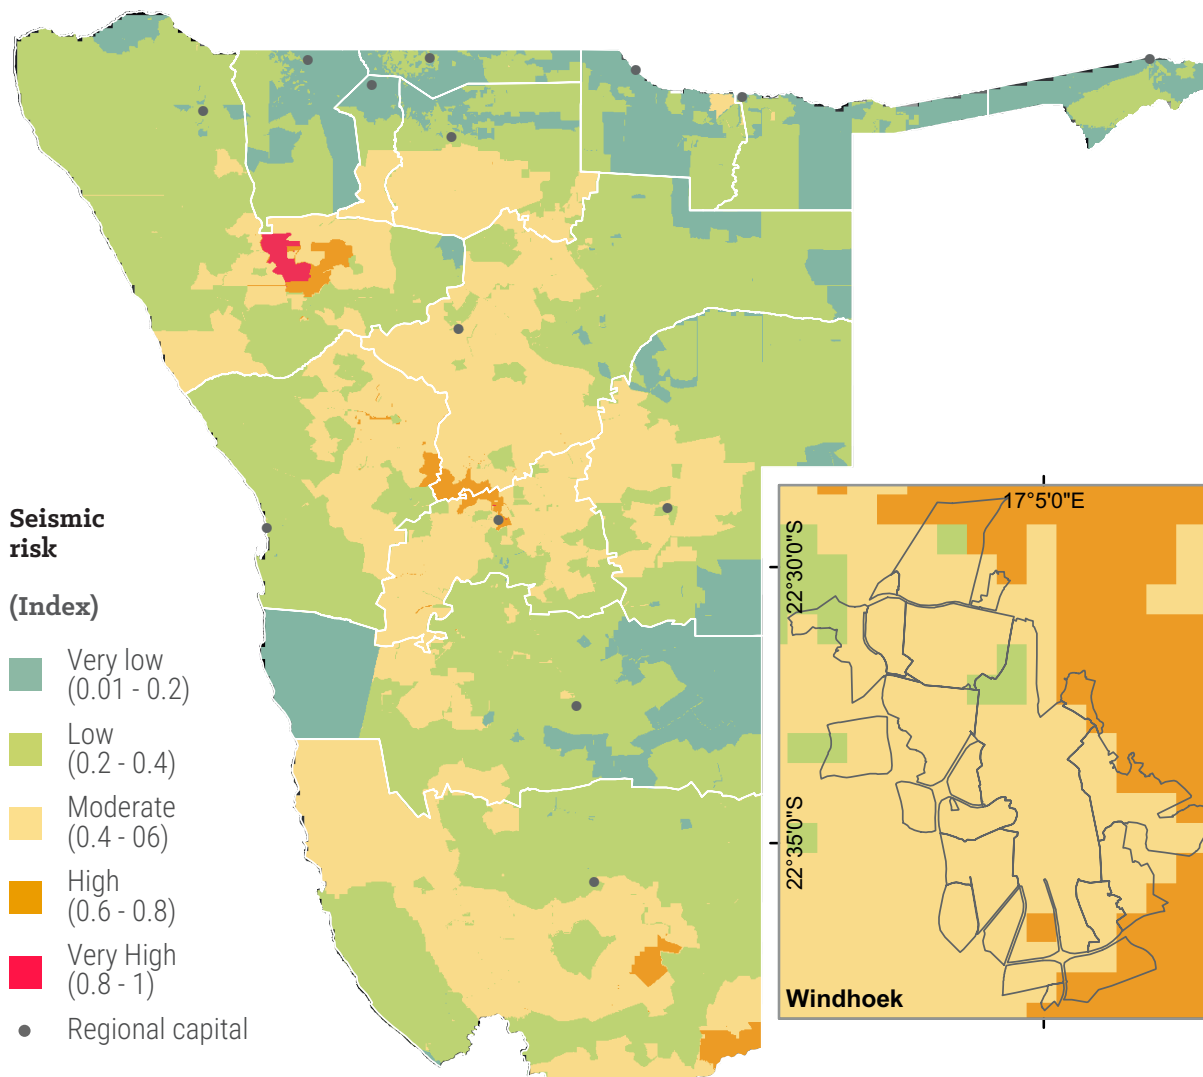 Seismic
risk
(Index)
Very low
(0.01 - 0.2)
Low
(0.2 - 0.4)
Moderate
(0.4 - 06)
High
(0.6 - 0.8)
Very High
(0.8 - 1)
Regional capital
17°5'0"E
22°30'0"S
22°35'0"S
Windhoek